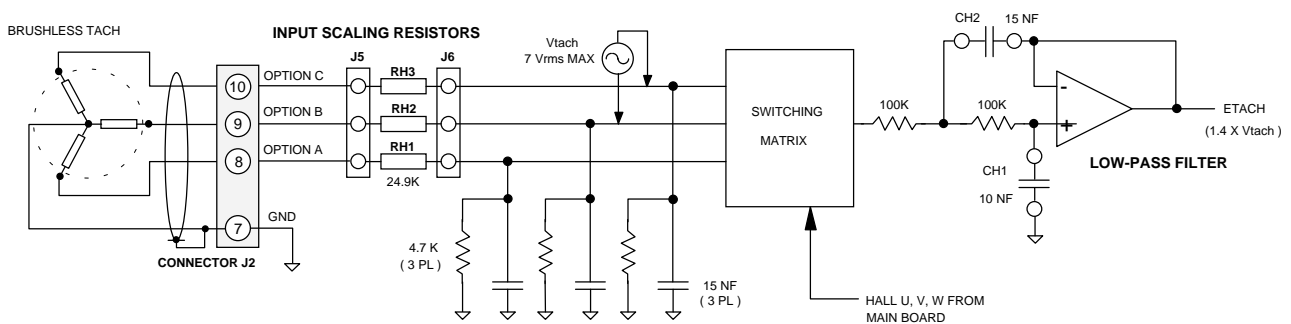 BRUSHLESS TACH
INPUT SCALING RESISTORS
J5
J6
RH3
RH2
RH1
24.9K
10
OPTION C
9
OPTION B
8
OPTION A
7
GND
CONNECTOR J2
Vtach
7 Vrms MAX
4.7 K
( 3 PL )
15 NF
( 3 PL )
SWITCHING
MATRIX
HALL U, V, W FROM
MAIN BOARD
100K
100K
CH2
15 NF
-
+
CH1
10 NF
ETACH
(1.4 X Vtach )
LOW-PASS FILTER